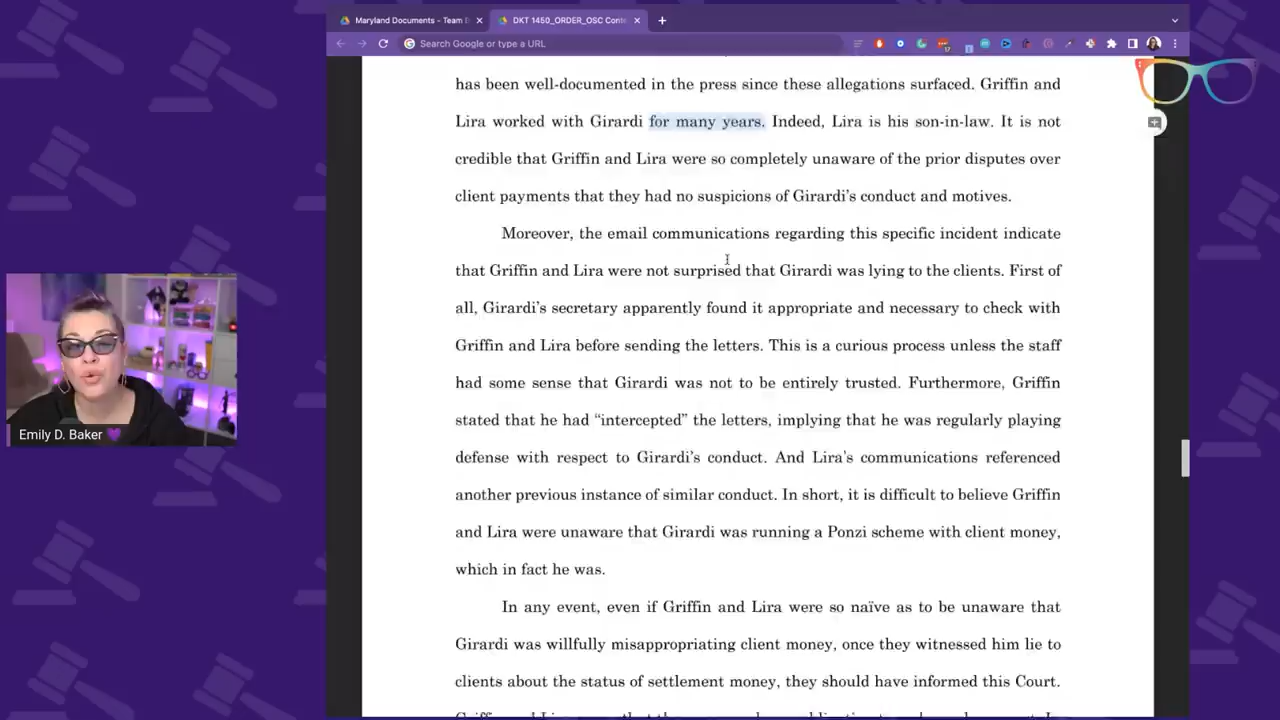 Maryland Documents - Team
DKT 1450_ORDER_OSC Conte
Search Google or type a URL
has been well-documented in the press since these allegations surfaced. Griffin and
Lira worked with Girardi for many years. Indeed, Lira is his son-in-law. It is not
credible that Griffin and Lira were so completely unaware of the prior disputes over
client payments that they had no suspicions of Girardi’s conduct and motives.
Moreover, the email communications regarding this specific incident indicate
that Griffin and Lira were not surprised that Girardi was lying to the clients. First of
all, Girardi’s secretary apparently found it appropriate and necessary to check with
Griffin and Lira before sending the letters. This is a curious process unless the staff
had some sense that Girardi was not to be entirely trusted. Furthermore, Griffin
stated that he had “intercepted” the letters, implying that he was regularly playing
defense with respect to Girardi’s conduct. And Lira’s communications referenced
another previous instance of similar conduct. In short, it is difficult to believe Griffin
and Lira were unaware that Girardi was running a Ponzi scheme with client money,
which in fact he was.
In any event, even if Griffin and Lira were so naïve as to be unaware that
Girardi was willfully misappropriating client money, once they witnessed him lie to
clients about the status of settlement money, they should have informed this Court.
Emily D. Baker 💜